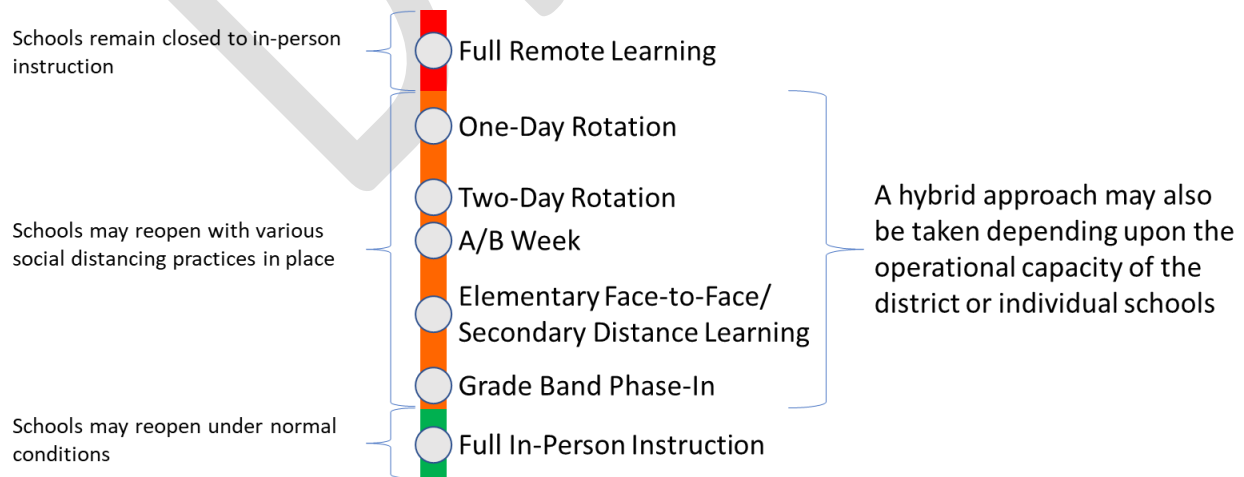 Schools remain closed to in-person
instruction
Full Remote Learning
One-Day Rotation
Two-Day Rotation
Schools may reopen with various
social distancing practices in place
A/B Week
Elementary Face-to-Face/
Secondary Distance Learning
Grade Band Phase-In
A hybrid approach may also
be taken depending upon the
operational capacity of the
district or individual schools
Schools may reopen under normal
conditions
Full In-Person Instruction